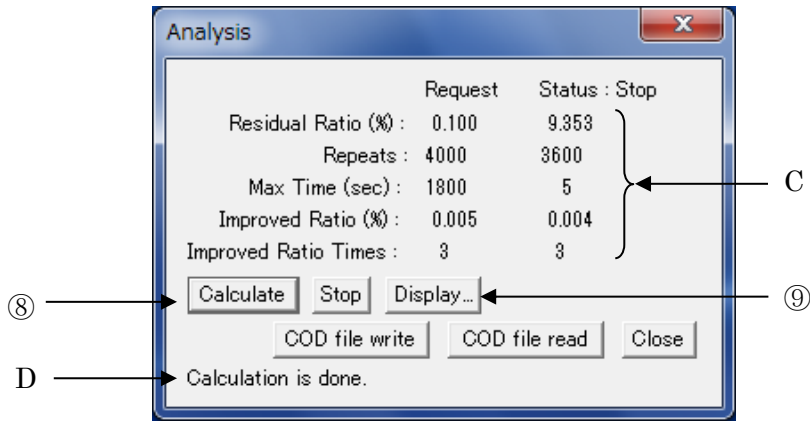 Analysis
Request Status : Stop
Residual Ratio (%) : 0.100 9.353
Repeats : 4000 3600
C
Max Time (sec) : 1800 5
Improved Ratio (%) : 0.005 0.004
Improved Ratio Times : 3 3
⑧ Calculate Stop Display... ⑨
COD file write COD file read Close
D Calculation is done.